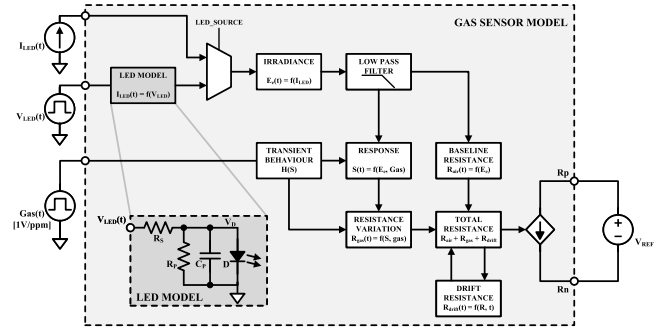 GAS SENSOR MODEL
LED_SOURCE
I_LED(t)
LED MODEL
I_LED(t) = f(V_LED)
IRRADIANCE
E_e(t) = f(I_LED)
LOW PASS
FILTER
V_LED(t)
TRANSIENT
BEHAVIOUR
H(S)
RESPONSE
S(t) = f(E_e, Gas)
BASELINE
RESISTANCE
R_air(t) = f(E_e)
Rp
Gas(t)
[1V/ppm]
V_LED(t)
V_D
R_S
R_P
C_P
D
LED MODEL
RESISTANCE
VARIATION
R_gas(t) = f(S, gas)
TOTAL
RESISTANCE
R_air + R_gas + R_drift
V_REF
Rn
DRIFT
RESISTANCE
R_drift(t) = f(R, t)